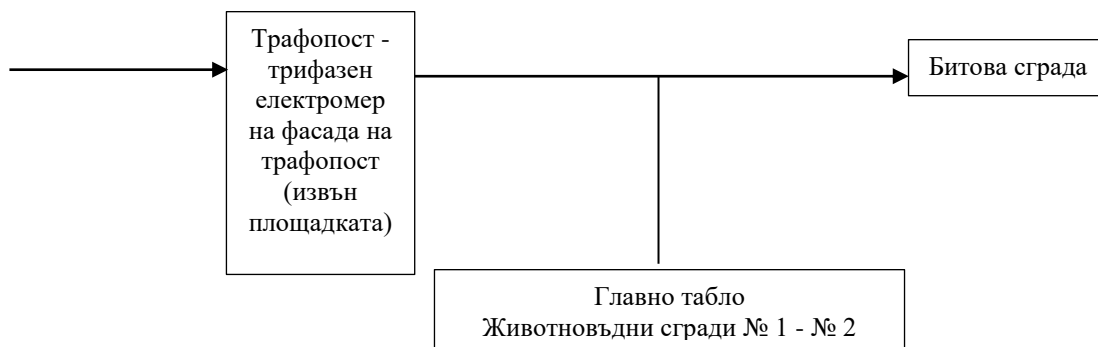 Трафопост -
трифазен
електромер
на фасада на
трафопост
(извън
площадката)
Битова сграда
Главно табло
Животновъдни сгради № 1 - № 2